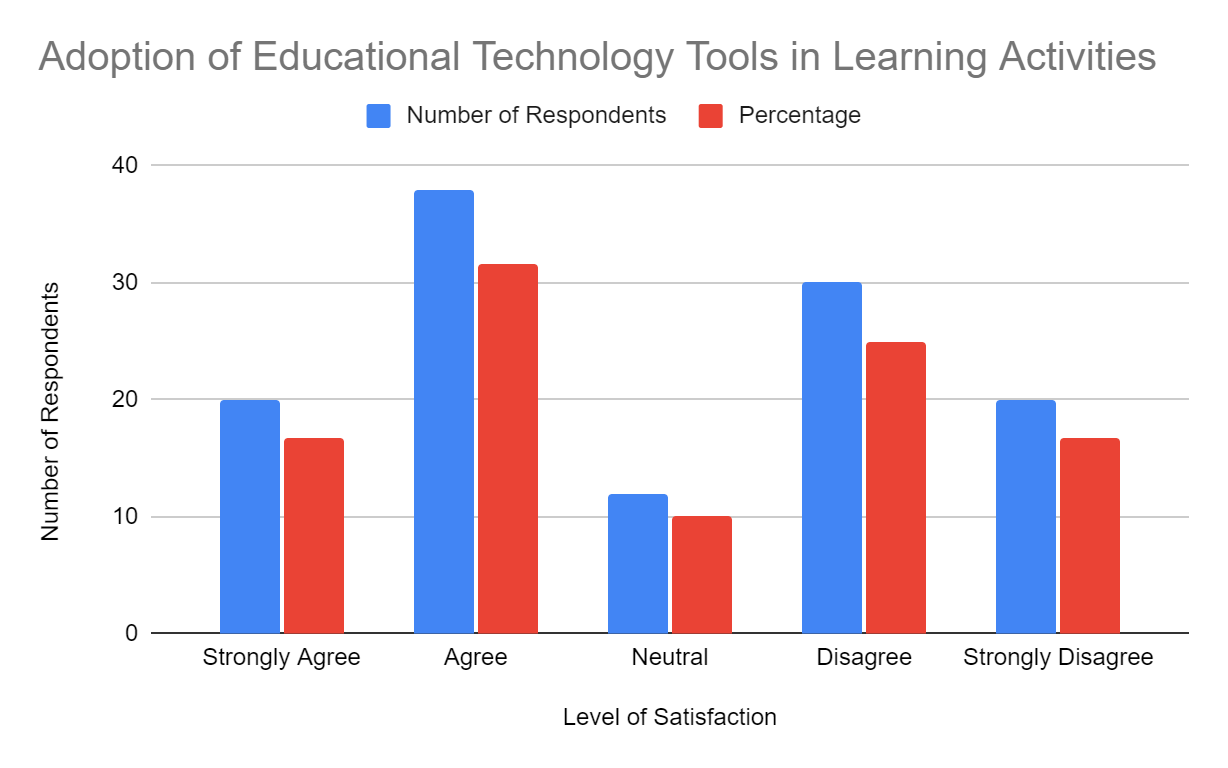 Adoption of Educational Technology Tools in Learning Activities
Number of Respondents Percentage
40
30
20
10
0
Number of Respondents
Strongly Agree Agree Neutral Disagree Strongly Disagree
Level of Satisfaction